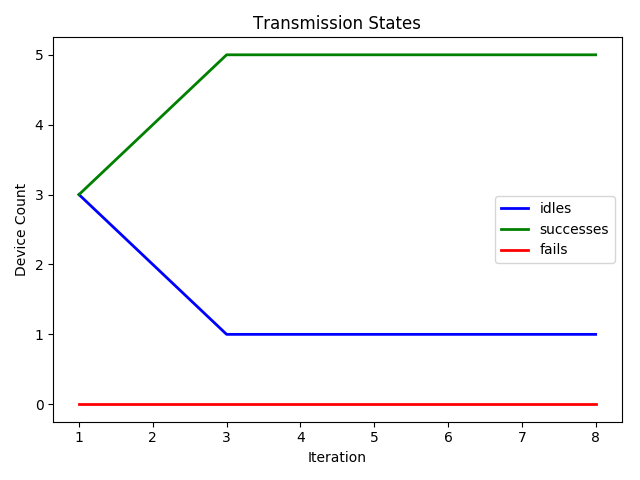 Transmission States
Device Count
5
4
3
2
1
0
idles
successes
fails
1 2 3 4 5 6 7 8
Iteration